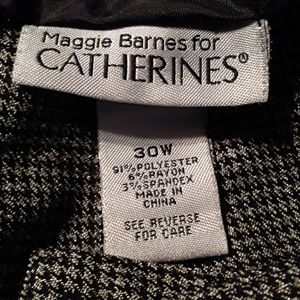 Maggie Barnes for
CATHERINES®
30W
91% POLYESTER
6% RAYON
3% SPANDEX
MADE IN
CHINA
SEE REVERSE
FOR CARE